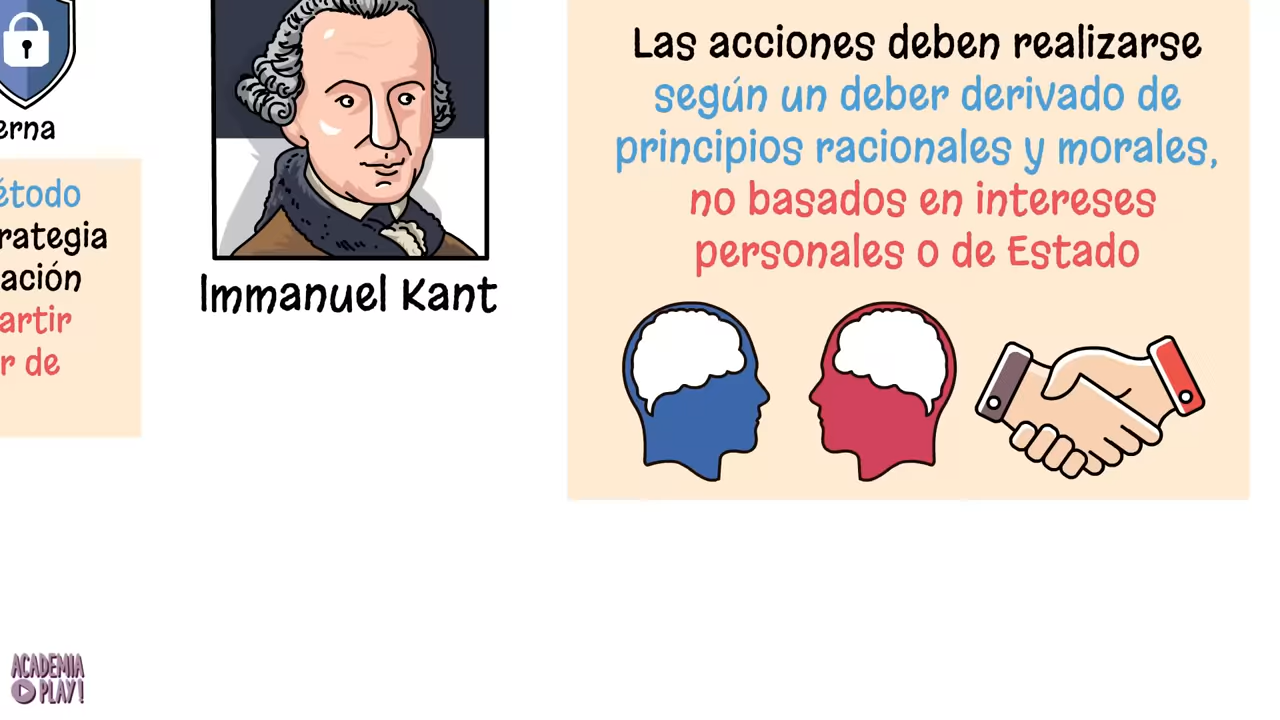 erna
étodo
rategia
ación
artir
r de
Immanuel Kant
Las acciones deben realizarse
según un deber derivado de
principios racionales y morales,
no basados en intereses
personales o de Estado
ACADEMIA
PLAY!